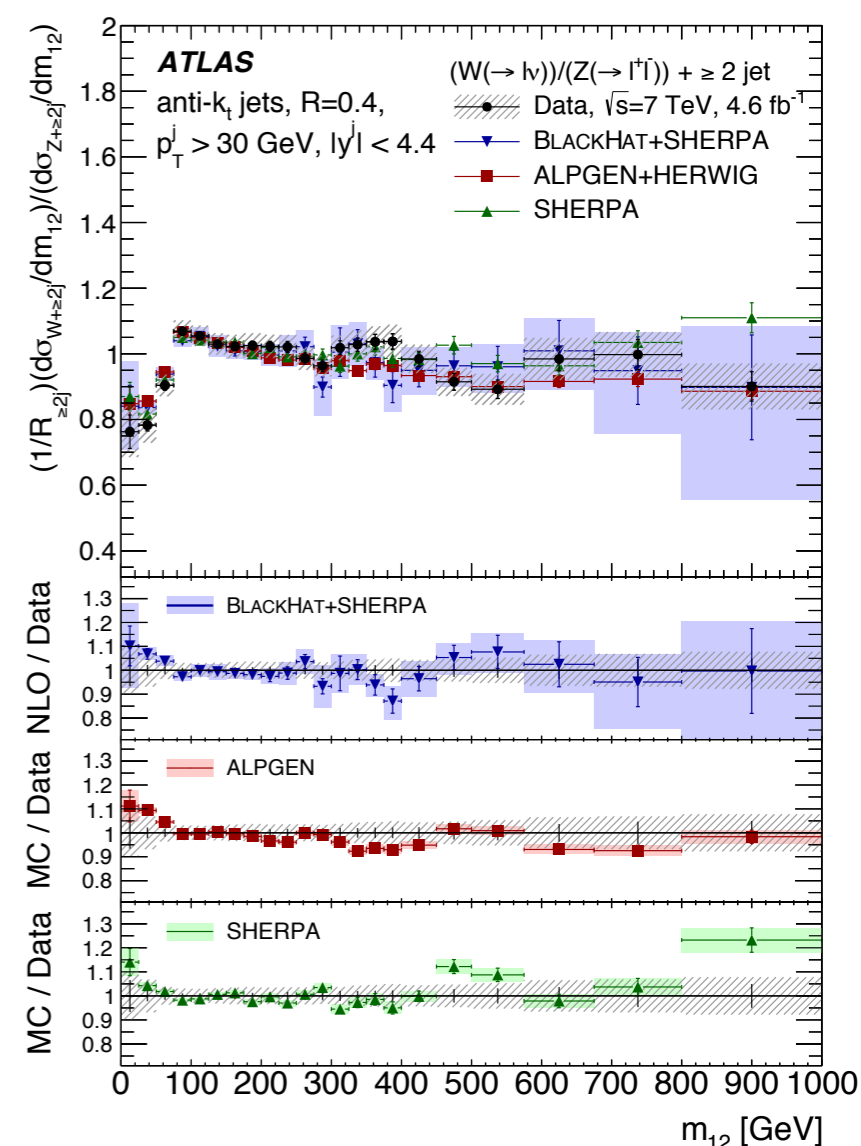 ATLAS
anti-kt jets, R=0.4,
p_T^j > 30 GeV, |y^j| < 4.4
(W(→ lν))/(Z(→ l⁺l⁻)) + ≥ 2 jet
Data, √s=7 TeV, 4.6 fb⁻¹
BLACKHAT+SHERPA
ALPGEN+HERWIG
SHERPA
(1/R_≥2j)(dσ_W+≥2j/dm₁₂)/(dσ_Z+≥2j/dm₁₂)
2
1.8
1.6
1.4
1.2
1
0.8
0.6
0.4
NLO / Data
BLACKHAT+SHERPA
1.3
1.2
1.1
1
0.9
0.8
MC / Data
ALPGEN
1.3
1.2
1.1
1
0.9
0.8
MC / Data
SHERPA
1.3
1.2
1.1
1
0.9
0.8
0 100 200 300 400 500 600 700 800 900 1000
m₁₂ [GeV]